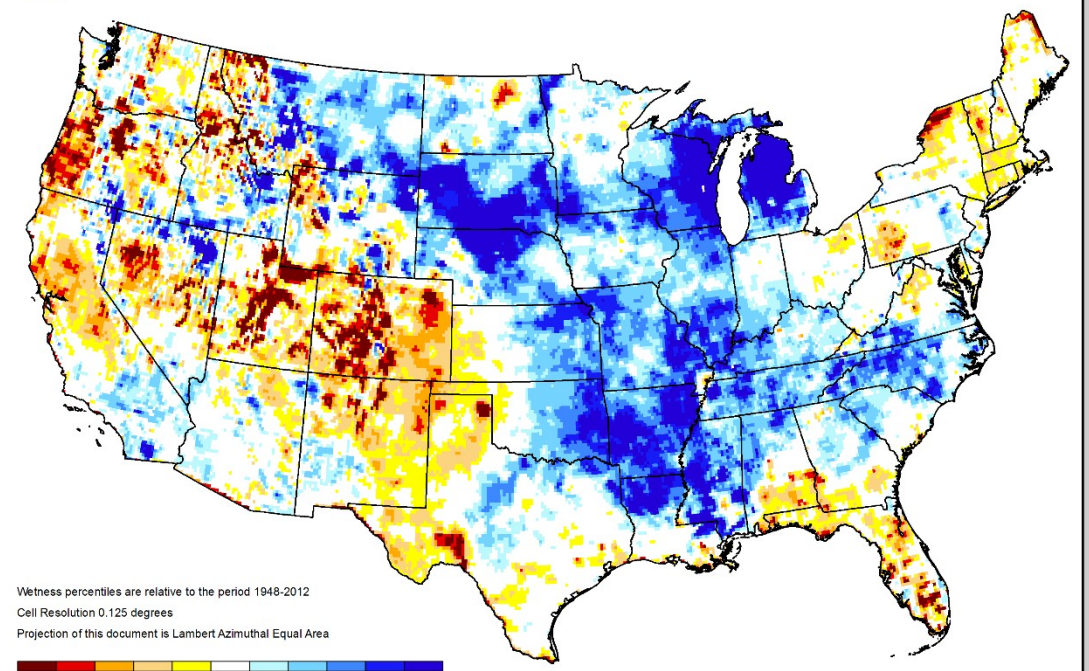 Wetness percentiles are relative to the period 1948-2012
Cell Resolution 0.125 degrees
Projection of this document is Lambert Azimuthal Equal Area